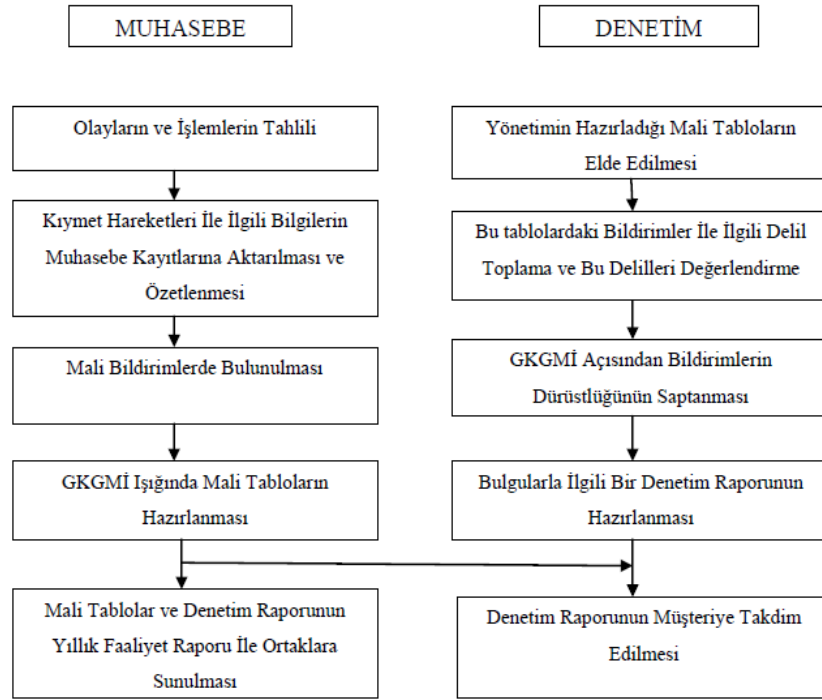 MUHASEBE
Olayların ve İşlemlerin Tahlili
Kıymet Hareketleri İle İlgili Bilgilerin
Muhasebe Kayıtlarına Aktarılması ve
Özetlenmesi
Mali Bildirimlerde Bulunulması
GKGMİ Işığında Mali Tabloların
Hazırlanması
Mali Tablolar ve Denetim Raporunun
Yıllık Faaliyet Raporu İle Ortaklara
Sunulması
DENETİM
Yönetimin Hazırladığı Mali Tabloların
Elde Edilmesi
Bu tablolardaki Bildirimler İle İlgili Delil
Toplama ve Bu Delilleri Değerlendirme
GKGMİ Açısından Bildirimlerin
Dürüstlüğünün Saptanması
Bulgularla İlgili Bir Denetim Raporunun
Hazırlanması
Denetim Raporunun Müşteriye Takdim
Edilmesi